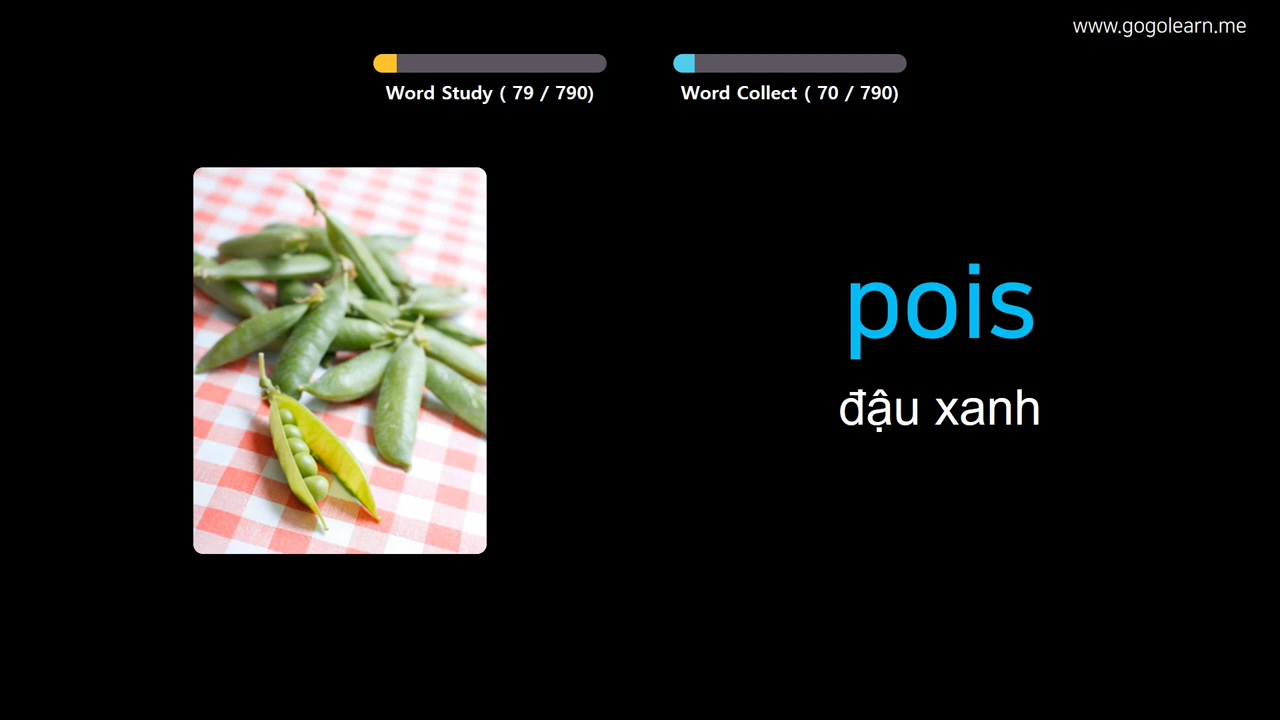 www.gogolearn.me
Word Study ( 79 / 790)
Word Collect ( 70 / 790)
pois
đậu xanh